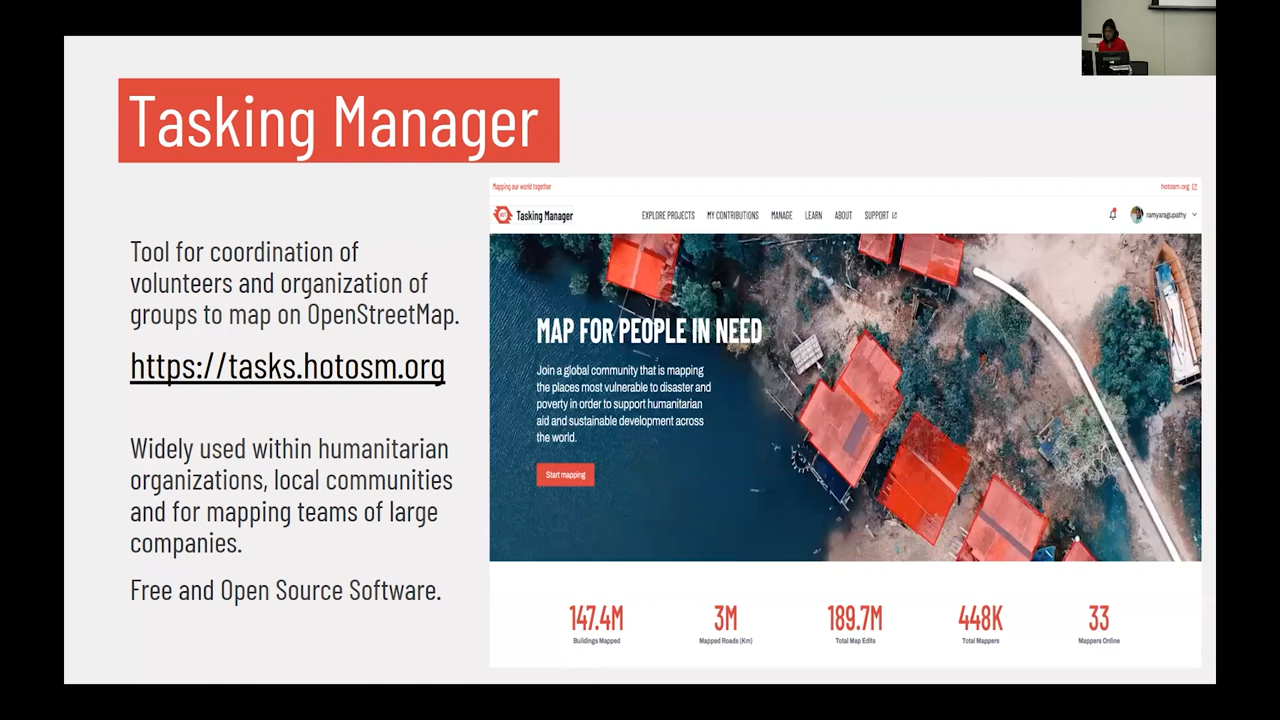 Tasking Manager
Tool for coordination of
volunteers and organization of
groups to map on OpenStreetMap.
https://tasks.hotosm.org
Widely used within humanitarian
organizations, local communities
and for mapping teams of large
companies.
Free and Open Source Software.
Mapping our world together
hotosm.org
Tasking Manager
EXPLORE PROJECTS MY CONTRIBUTIONS MANAGE LEARN ABOUT SUPPORT
ramyaragupathy
MAP FOR PEOPLE IN NEED
Join a global community that is mapping
the places most vulnerable to disaster and
poverty in order to support humanitarian
aid and sustainable development across
the world.
Start mapping
147.4M 3M 189.7M 448K 33
Buildings Mapped Mapped Roads (Km) Total Map Edits Total Mappers Mappers Online